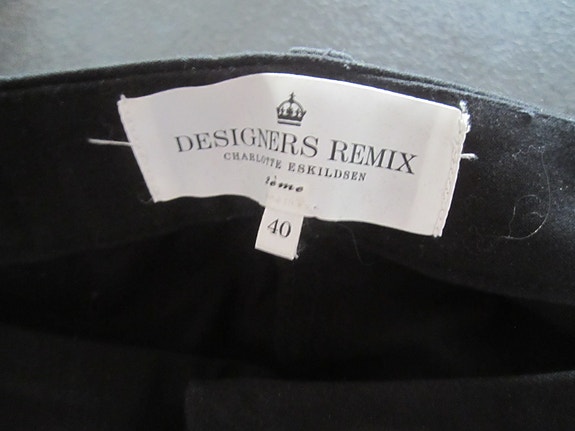 DESIGNERS REMIX
CHARLOTTE ESKILDSEN
40